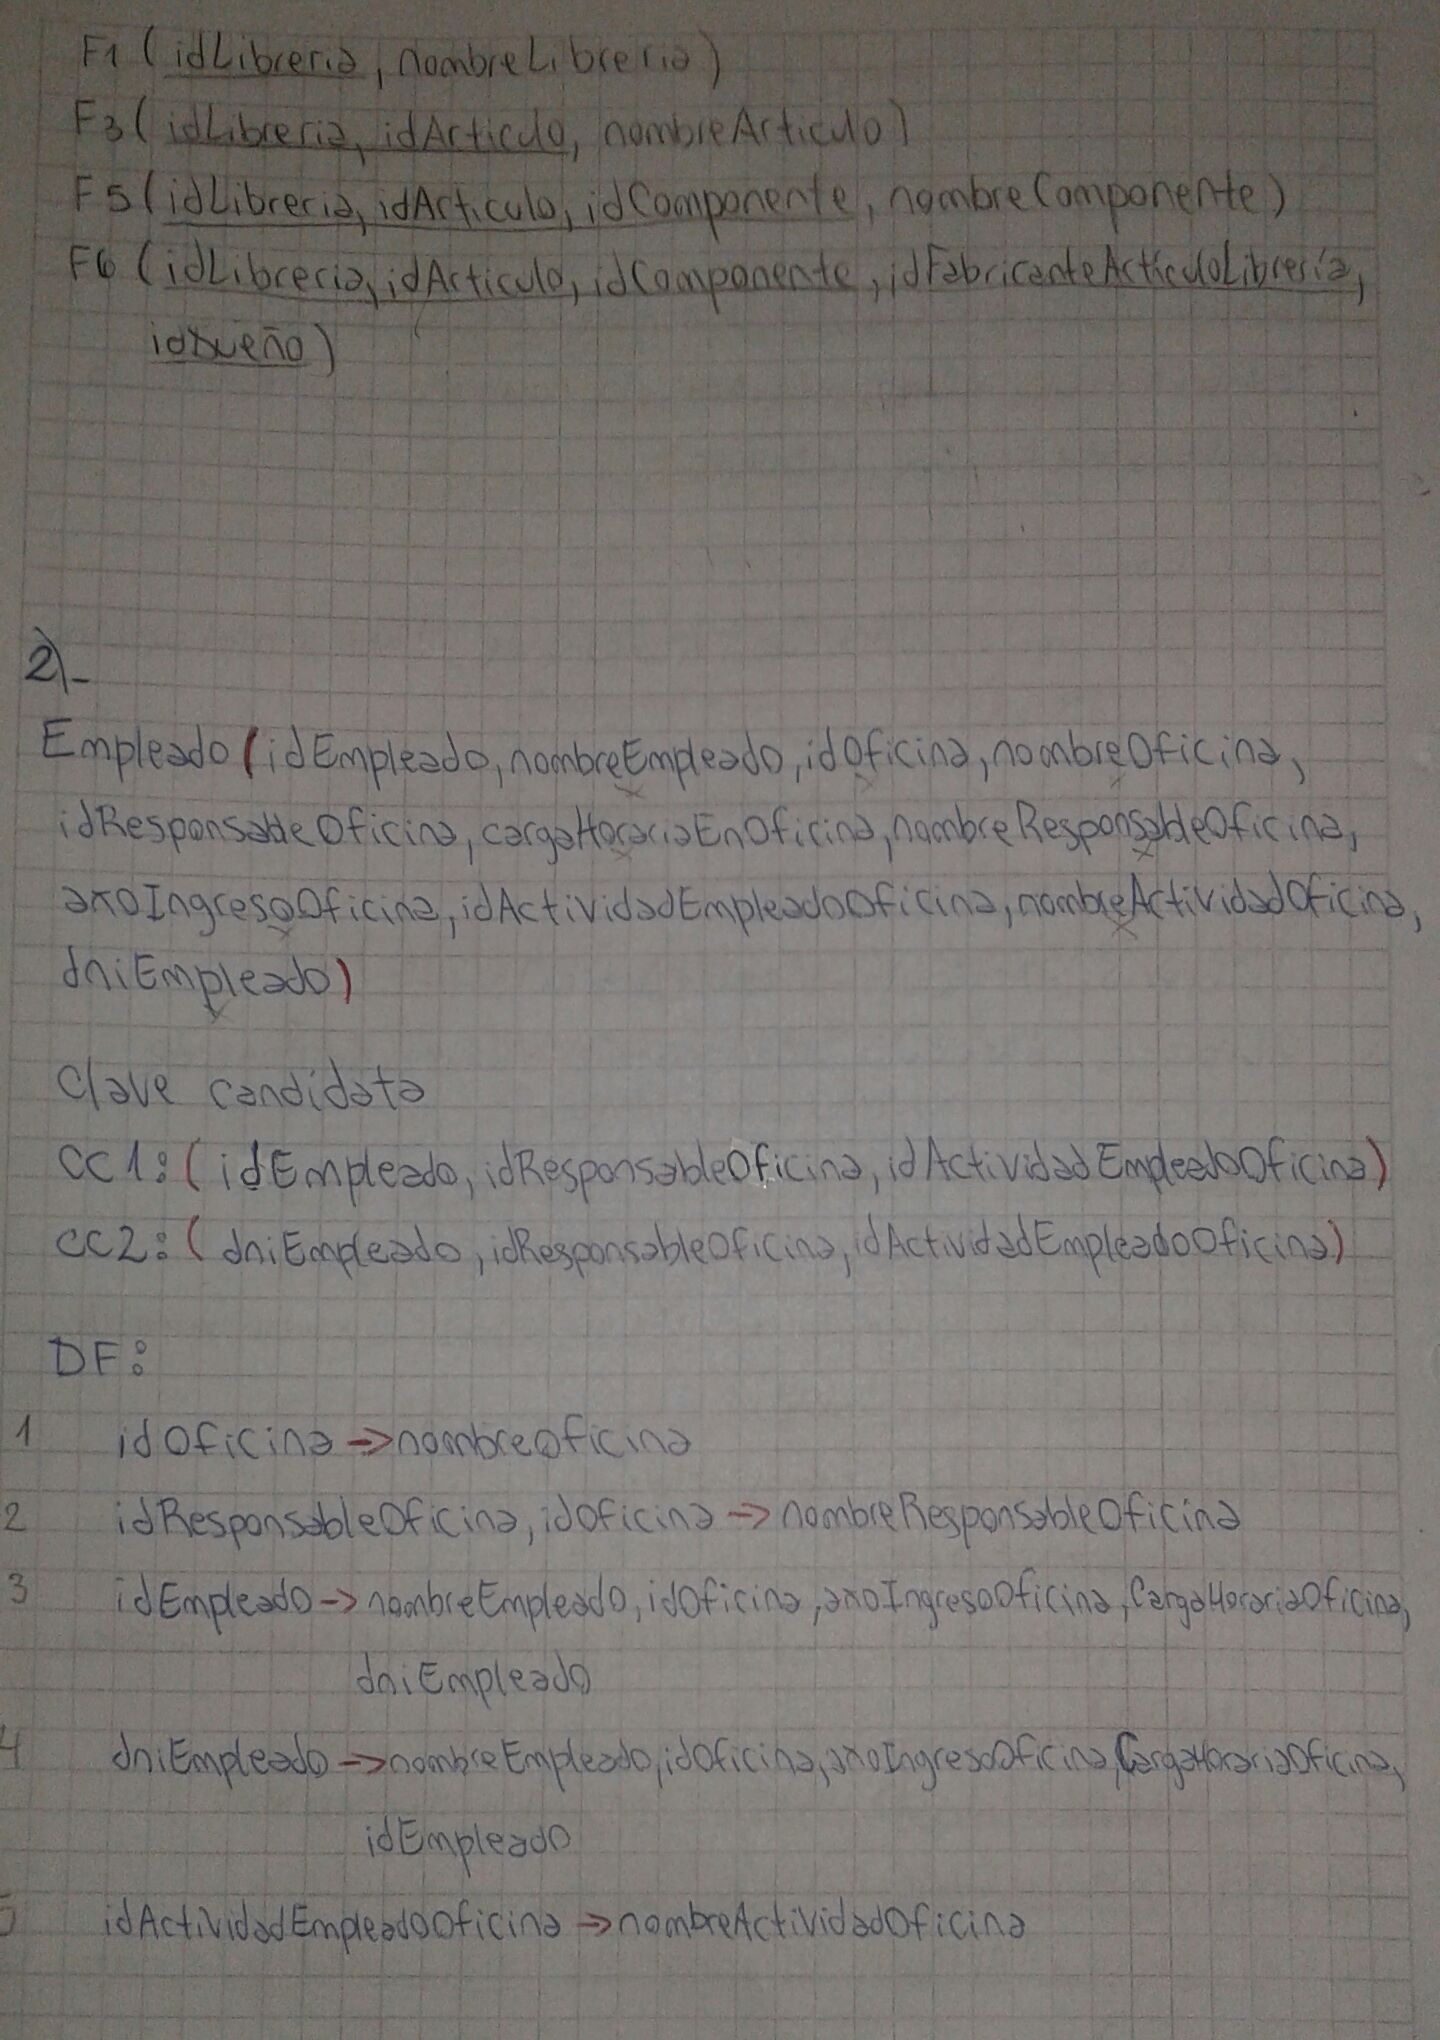 F1 (idLibreria, nombreLibreria)
F3 (idLibreria, idArticulo, nombreArticulo)
F5 (idLibreria, idArticulo, idComponente, nombreComponente)
F6 (idLibreria, idArticulo, idComponente, idFabricanteArtículoLibrería,
idDueño)
2)-
Empleado (idEmpleado, nombreEmpleado, idOficina, nombreOficina,
idResponsableOficina, cargaHorariaEnOficina, nombreResponsableOficina,
añoIngresoOficina, idActividadEmpleadoOficina, nombreActividadOficina,
dniEmpleado)
Clave candidata
CC1: (idEmpleado, idResponsableOficina, idActividadEmpleadoOficina)
CC2: (dniEmpleado, idResponsableOficina, idActividadEmpleadoOficina)
DF:
1 idOficina -> nombreOficina
2 idResponsableOficina, idOficina -> nombreResponsableOficina
3 idEmpleado -> nombreEmpleado, idOficina, añoIngresoOficina, CargaHorariaOficina,
dniEmpleado
4 dniEmpleado -> nombreEmpleado, idOficina, añoIngresoOficina, CargaHorariaOficina,
idEmpleado
5 idActividadEmpleadoOficina -> nombreActividadOficina